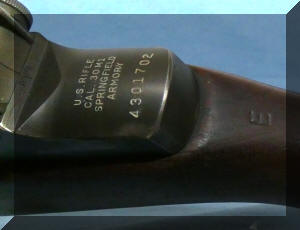 U.S. RIFLE
CAL. .30 M1
SPRINGFIELD
ARMORY
4301702
E